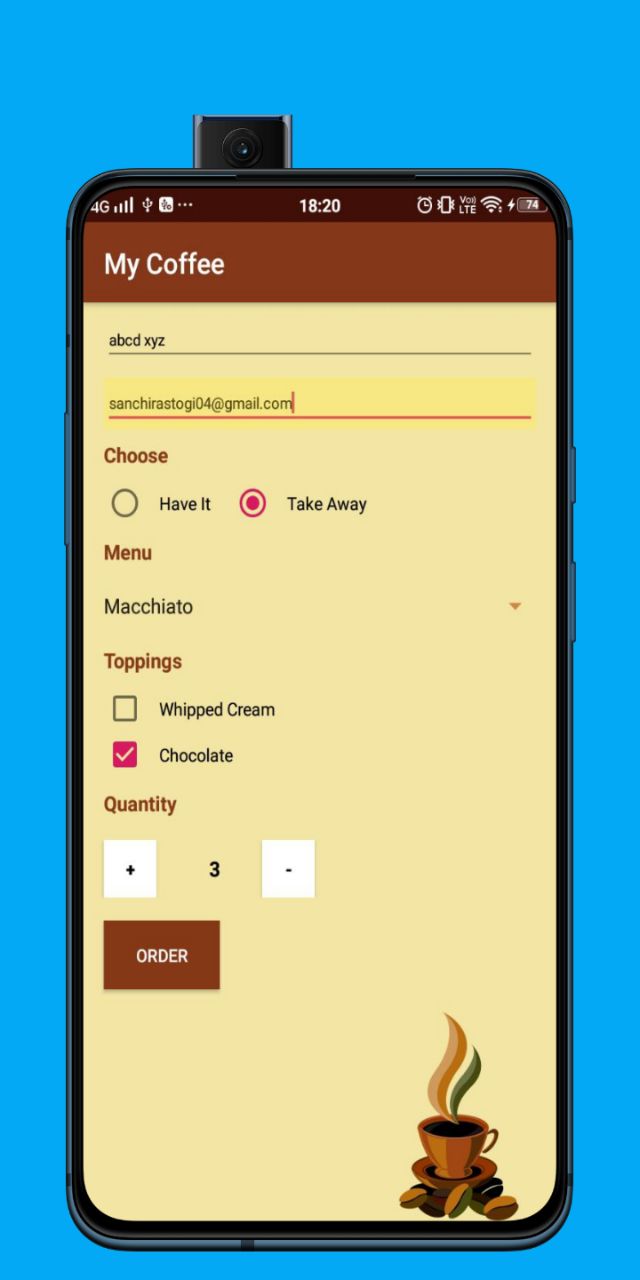 4G 18:20 VoI) LTE 74
My Coffee
abcd xyz
sanchirastogi04@gmail.com
Choose
Have It Take Away
Menu
Macchiato
Toppings
Whipped Cream
Chocolate
Quantity
+ 3 -
ORDER